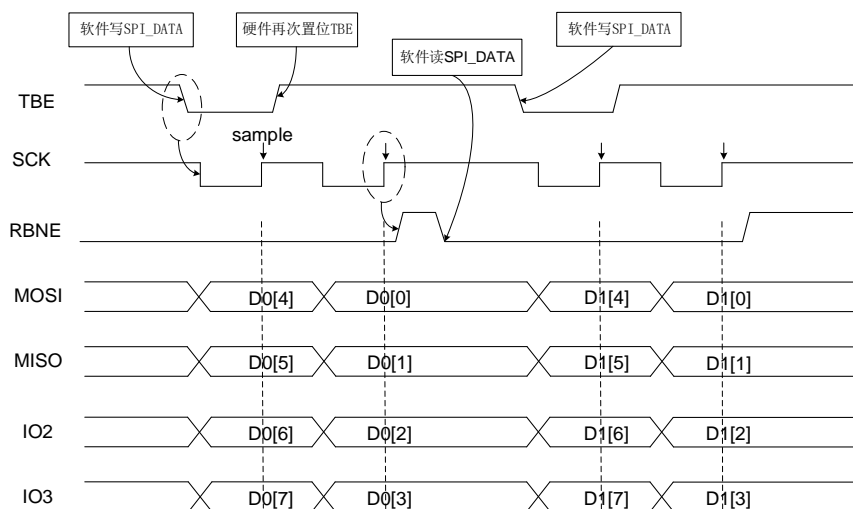 软件写SPI_DATA
硬件再次置位TBE
软件读SPI_DATA
软件写SPI_DATA
TBE
sample
SCK
RBNE
MOSI D0[4] D0[0] D1[4] D1[0]
MISO D0[5] D0[1] D1[5] D1[1]
IO2 D0[6] D0[2] D1[6] D1[2]
IO3 D0[7] D0[3] D1[7] D1[3]